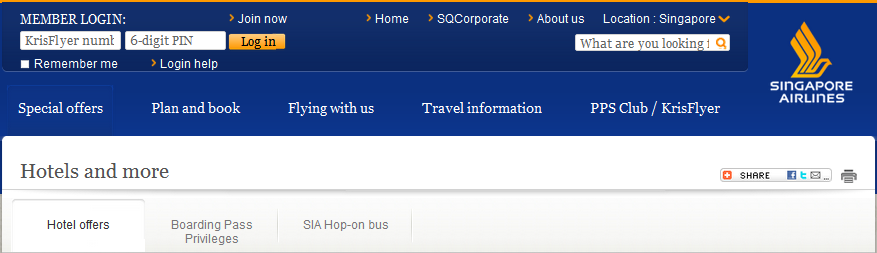 MEMBER LOGIN:
Join now
Home
SQCorporate
About us
Location : Singapore
KrisFlyer numb
6-digit PIN
Log in
What are you looking f
Remember me
Login help
SINGAPORE
AIRLINES
Special offers
Plan and book
Flying with us
Travel information
PPS Club / KrisFlyer
Hotels and more
SHARE
...
Hotel offers
Boarding Pass
Privileges
SIA Hop-on bus